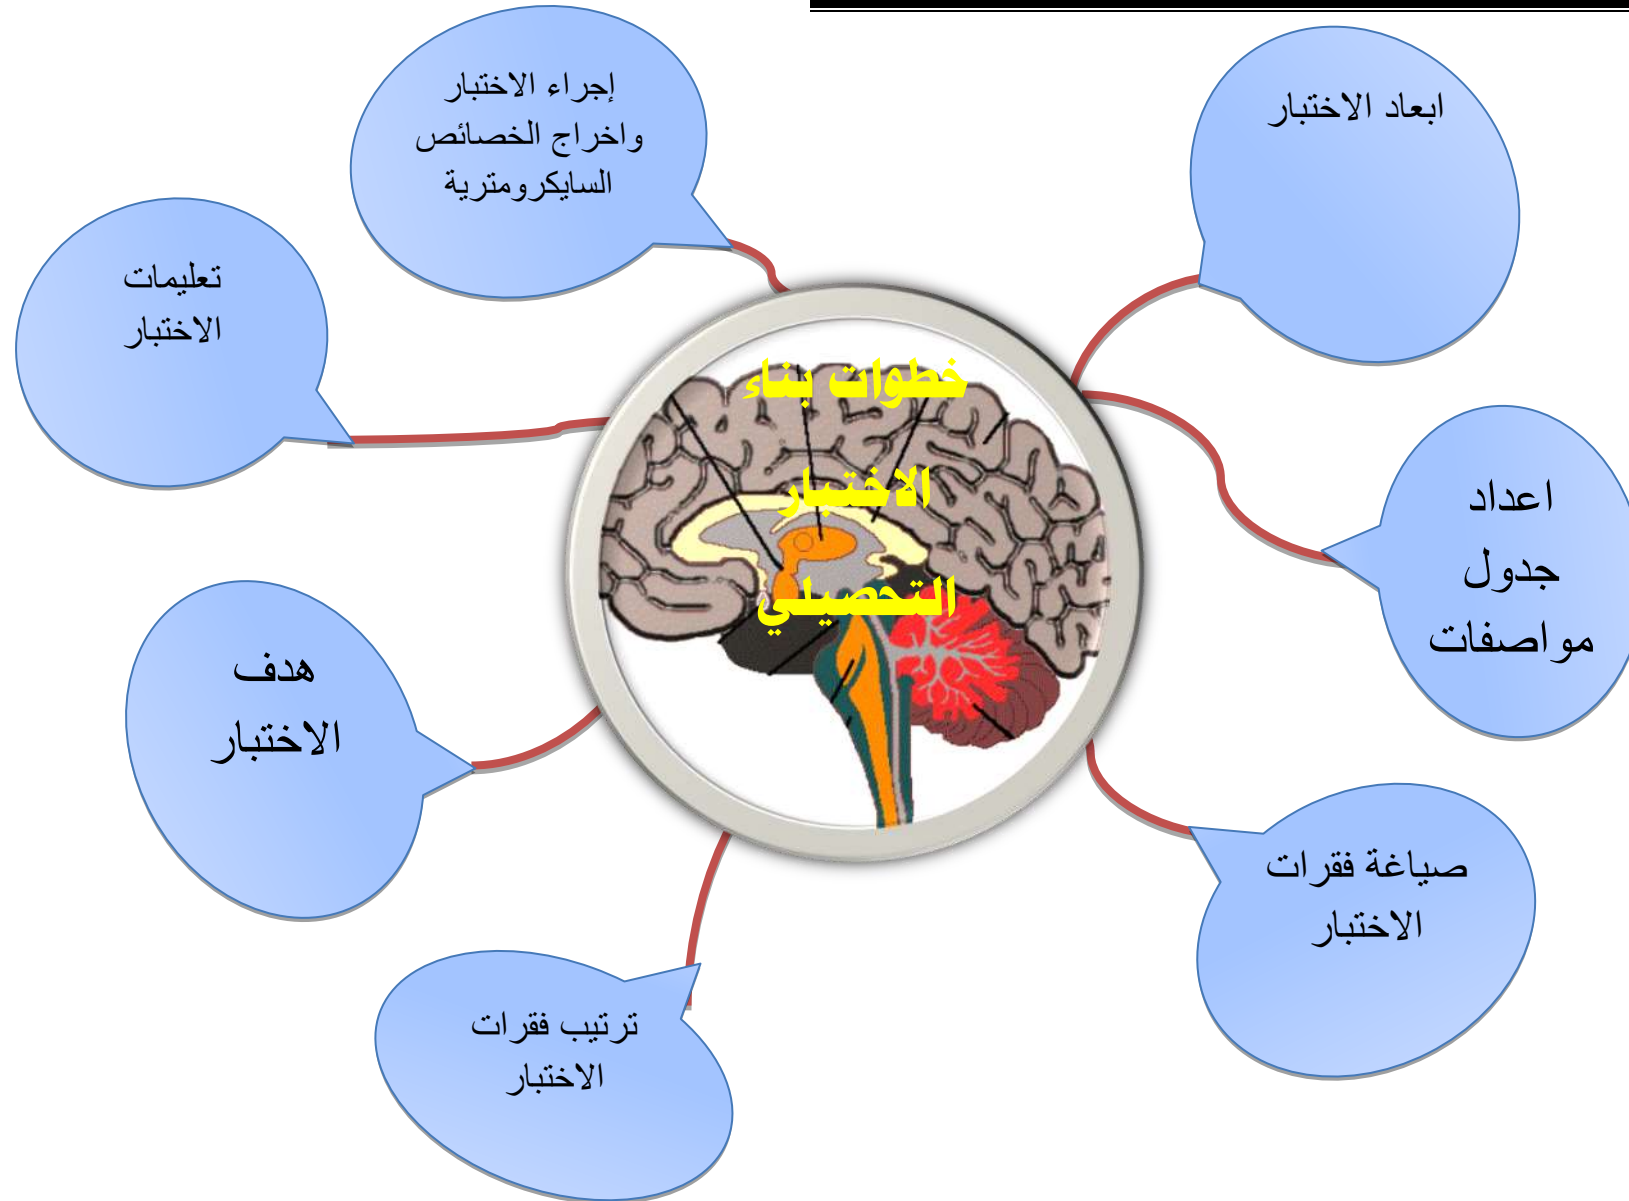 خطوات بناء
الاختبار
التحصيلي
ابعاد الاختبار
اعداد
جدول
مواصفات
صياغة فقرات
الاختبار
ترتيب فقرات
الاختبار
هدف
الاختبار
تعليمات
الاختبار
إجراء الاختبار
واخراج الخصائص
السايكرومترية